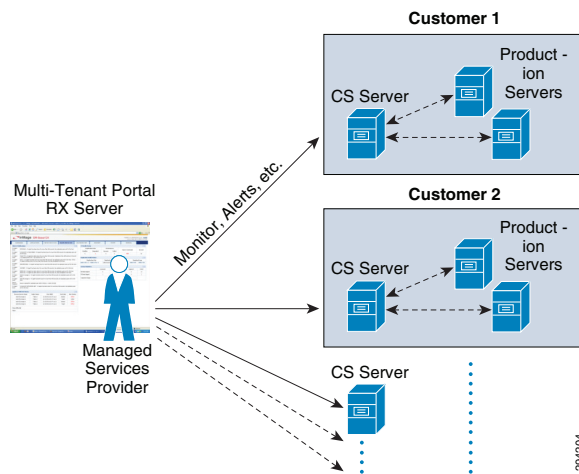 Customer 1
Product -
ion
Servers
CS Server
Monitor, Alerts, etc.
Multi-Tenant Portal
RX Server
Customer 2
Product -
ion
Servers
CS Server
Managed
Services
Provider
CS Server